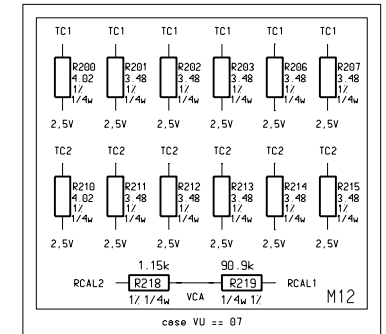 TC1 TC1 TC1 TC1 TC1 TC1
R200 R201 R202 R203 R206 R207
4.02 3.48 3.48 3.48 3.48 3.48
1% 1% 1% 1% 1% 1%
1/4w 1/4w 1/4w 1/4w 1/4w 1/4w
2,5V 2,5V 2,5V 2,5V 2,5V 2,5V
TC2 TC2 TC2 TC2 TC2 TC2
R210 R211 R212 R213 R214 R215
4.02 3.48 3.48 3.48 3.48 3.48
1% 1% 1% 1% 1% 1%
1/4w 1/4w 1/4w 1/4w 1/4w 1/4w
2,5V 2,5V 2,5V 2,5V 2,5V 2,5V
1.15k 90.9k
RCAL2 R218 R219 RCAL1
1% 1/4w VCA 1/4w 1%
M12
case VU == 07